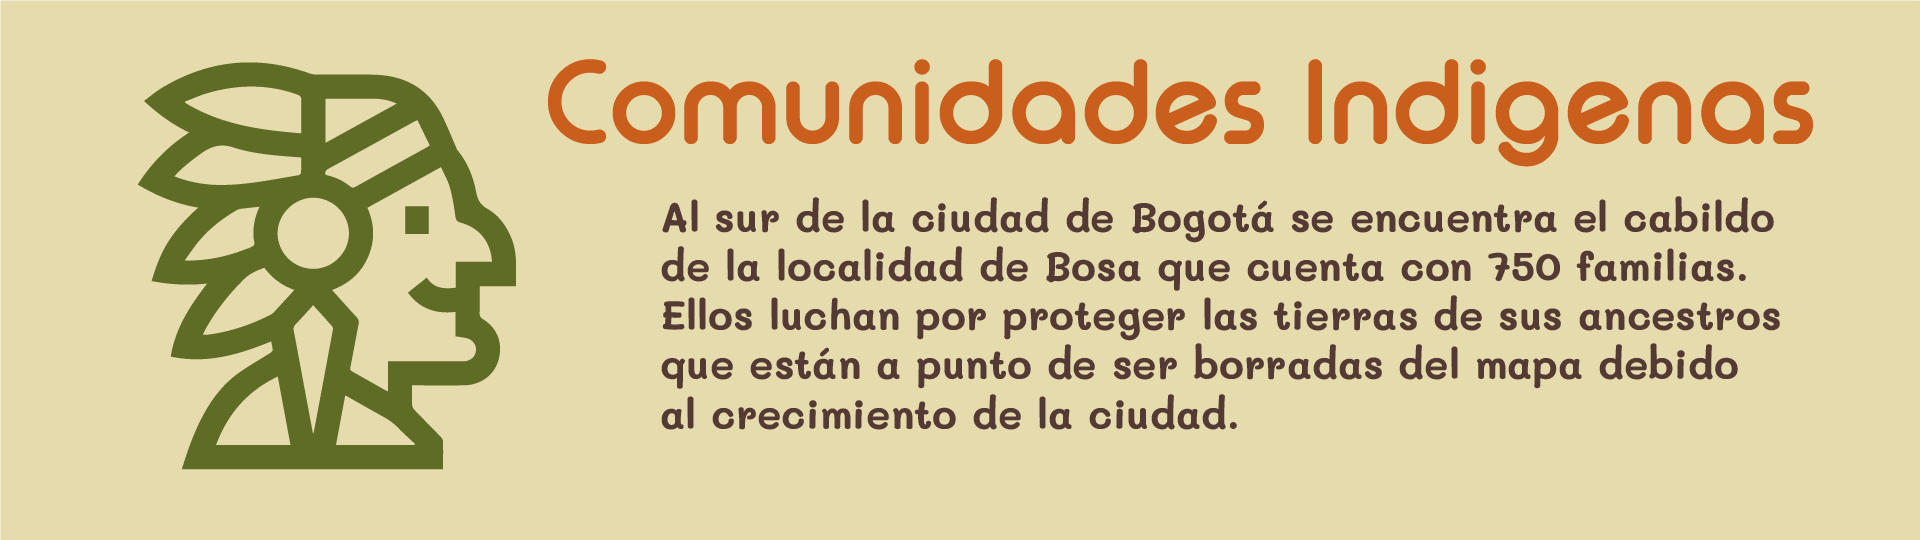 Comunidades Indigenas
Al sur de la ciudad de Bogotá se encuentra el cabildo
de la localidad de Bosa que cuenta con 750 familias.
Ellos luchan por proteger las tierras de sus ancestros
que están a punto de ser borradas del mapa debido
al crecimiento de la ciudad.